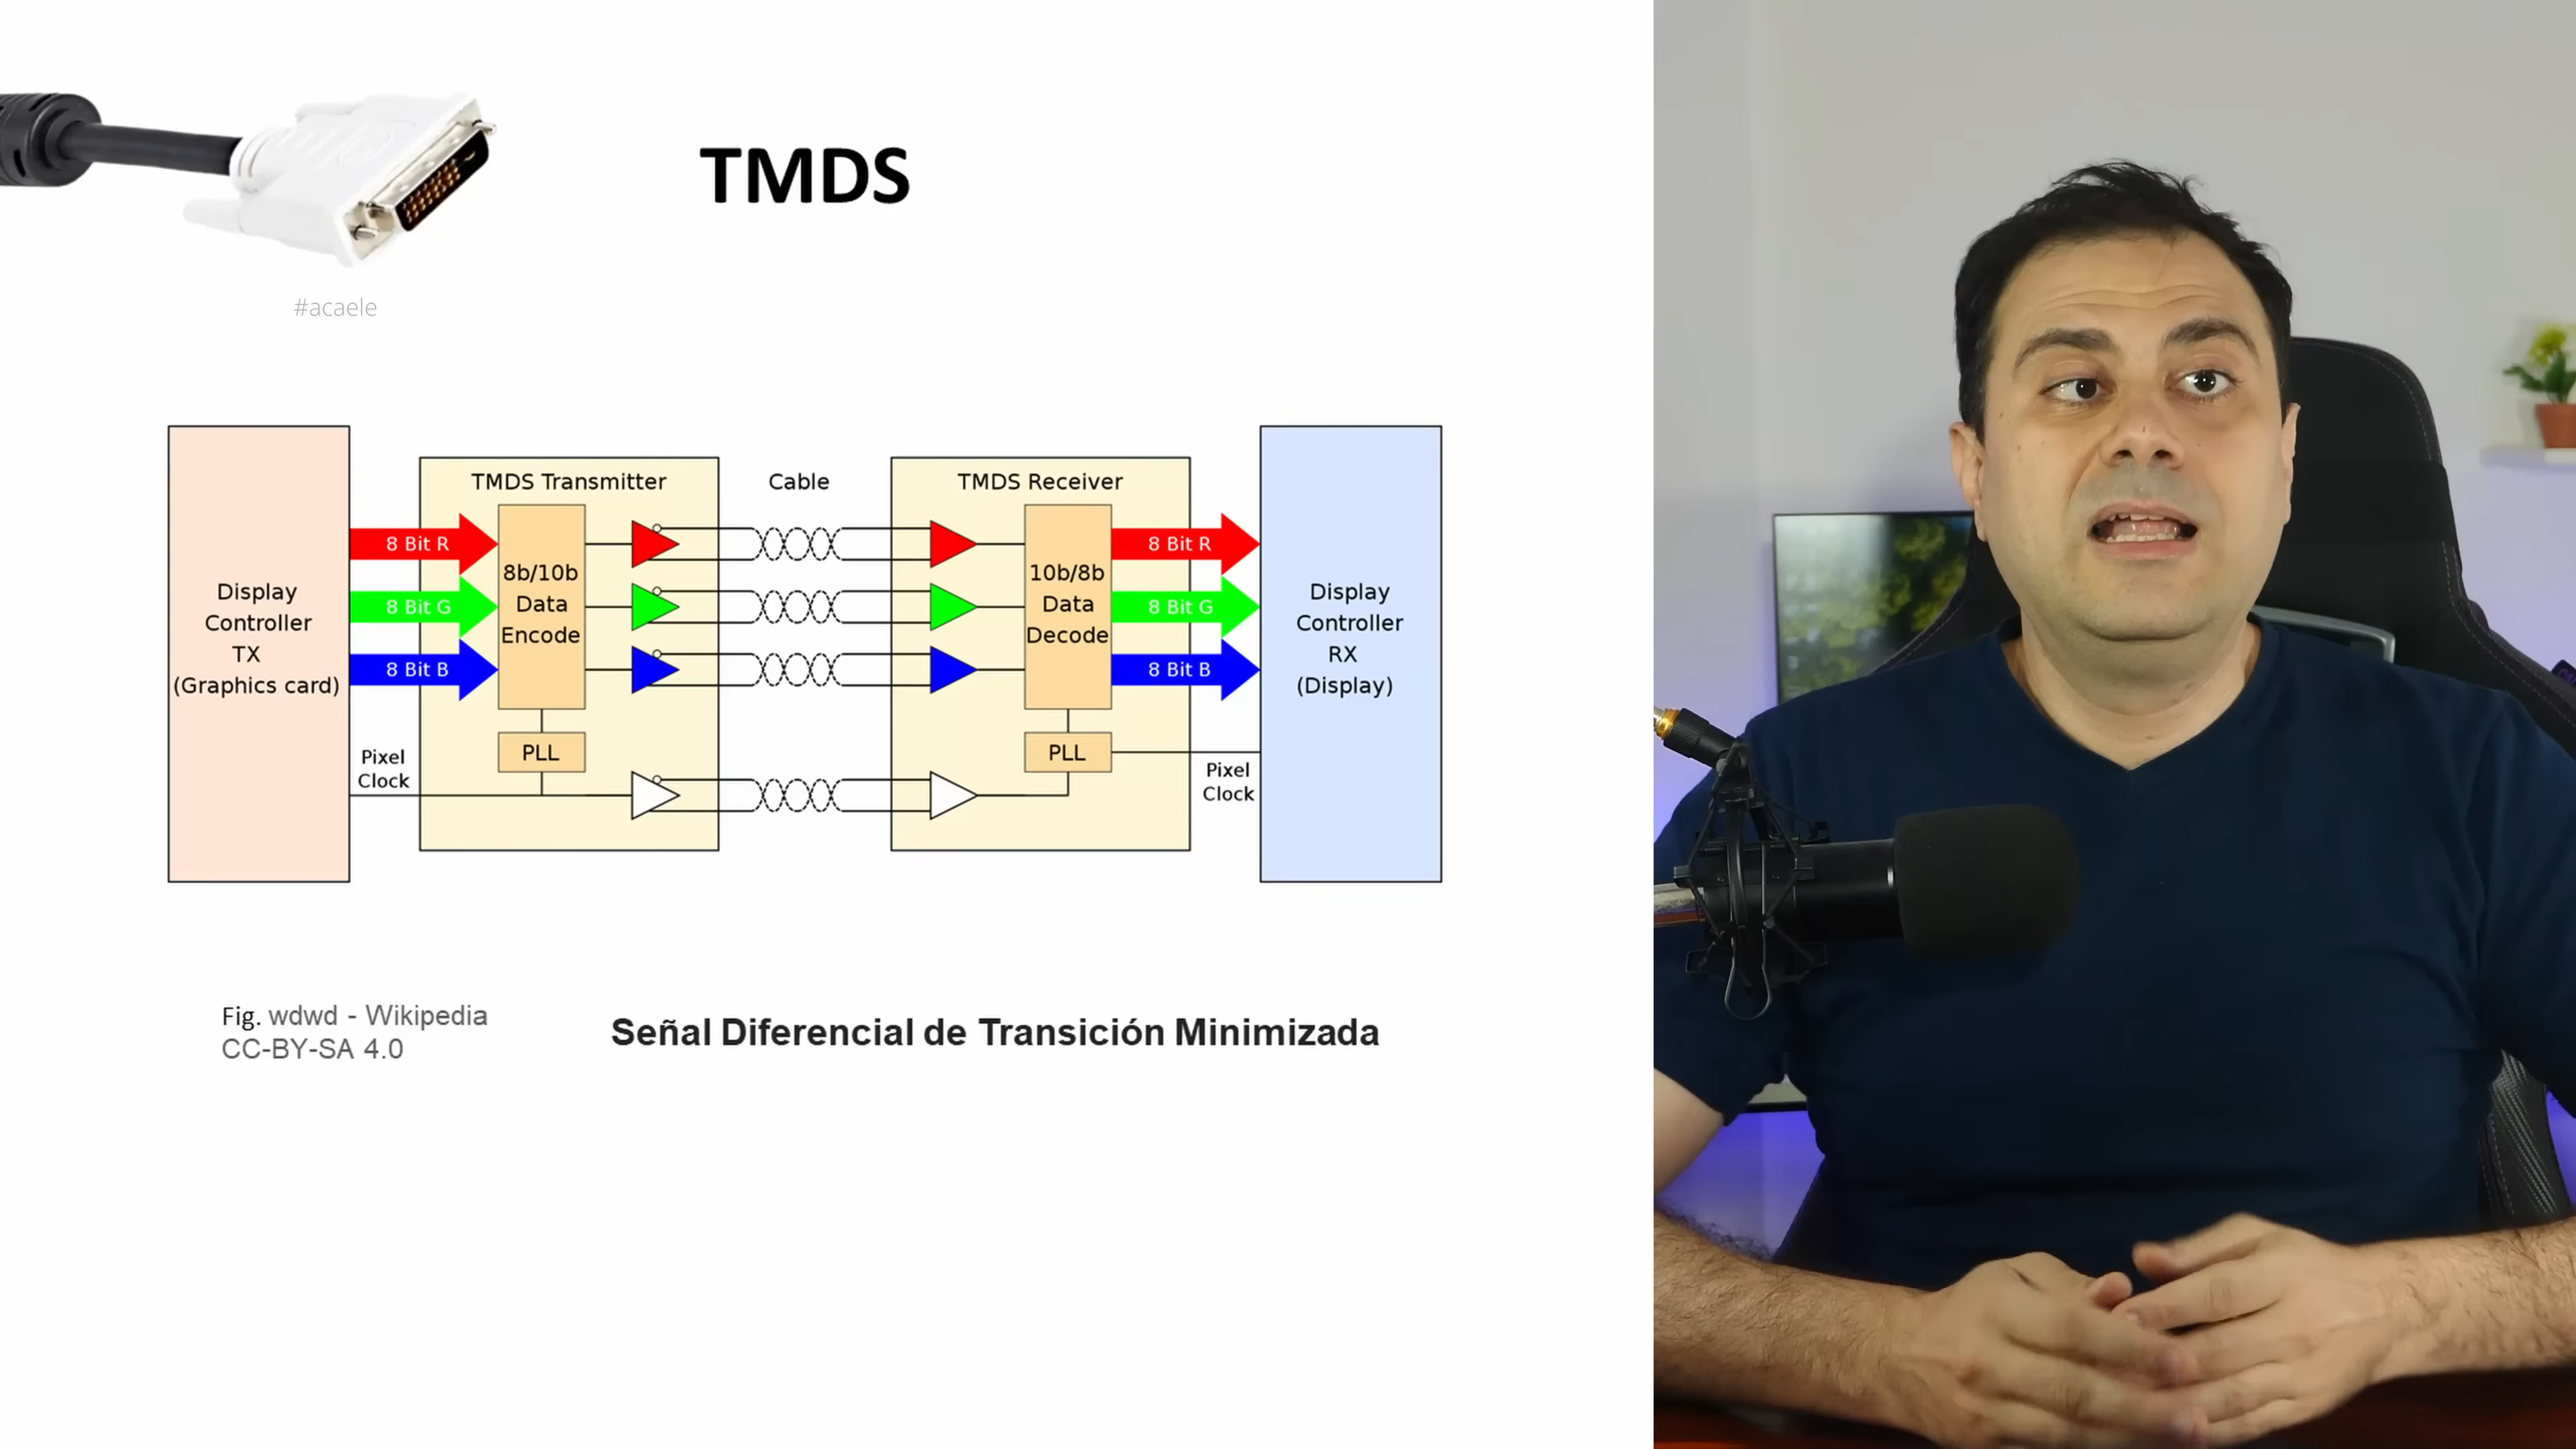 TMDS
#acaele
Display
Controller
TX
(Graphics card)
8 Bit R
8 Bit G
8 Bit B
Pixel
Clock
TMDS Transmitter
8b/10b
Data
Encode
PLL
Cable
TMDS Receiver
10b/8b
Data
Decode
PLL
8 Bit R
8 Bit G
8 Bit B
Pixel
Clock
Display
Controller
RX
(Display)
Fig. wdwd - Wikipedia
CC-BY-SA 4.0
Señal Diferencial de Transición Minimizada